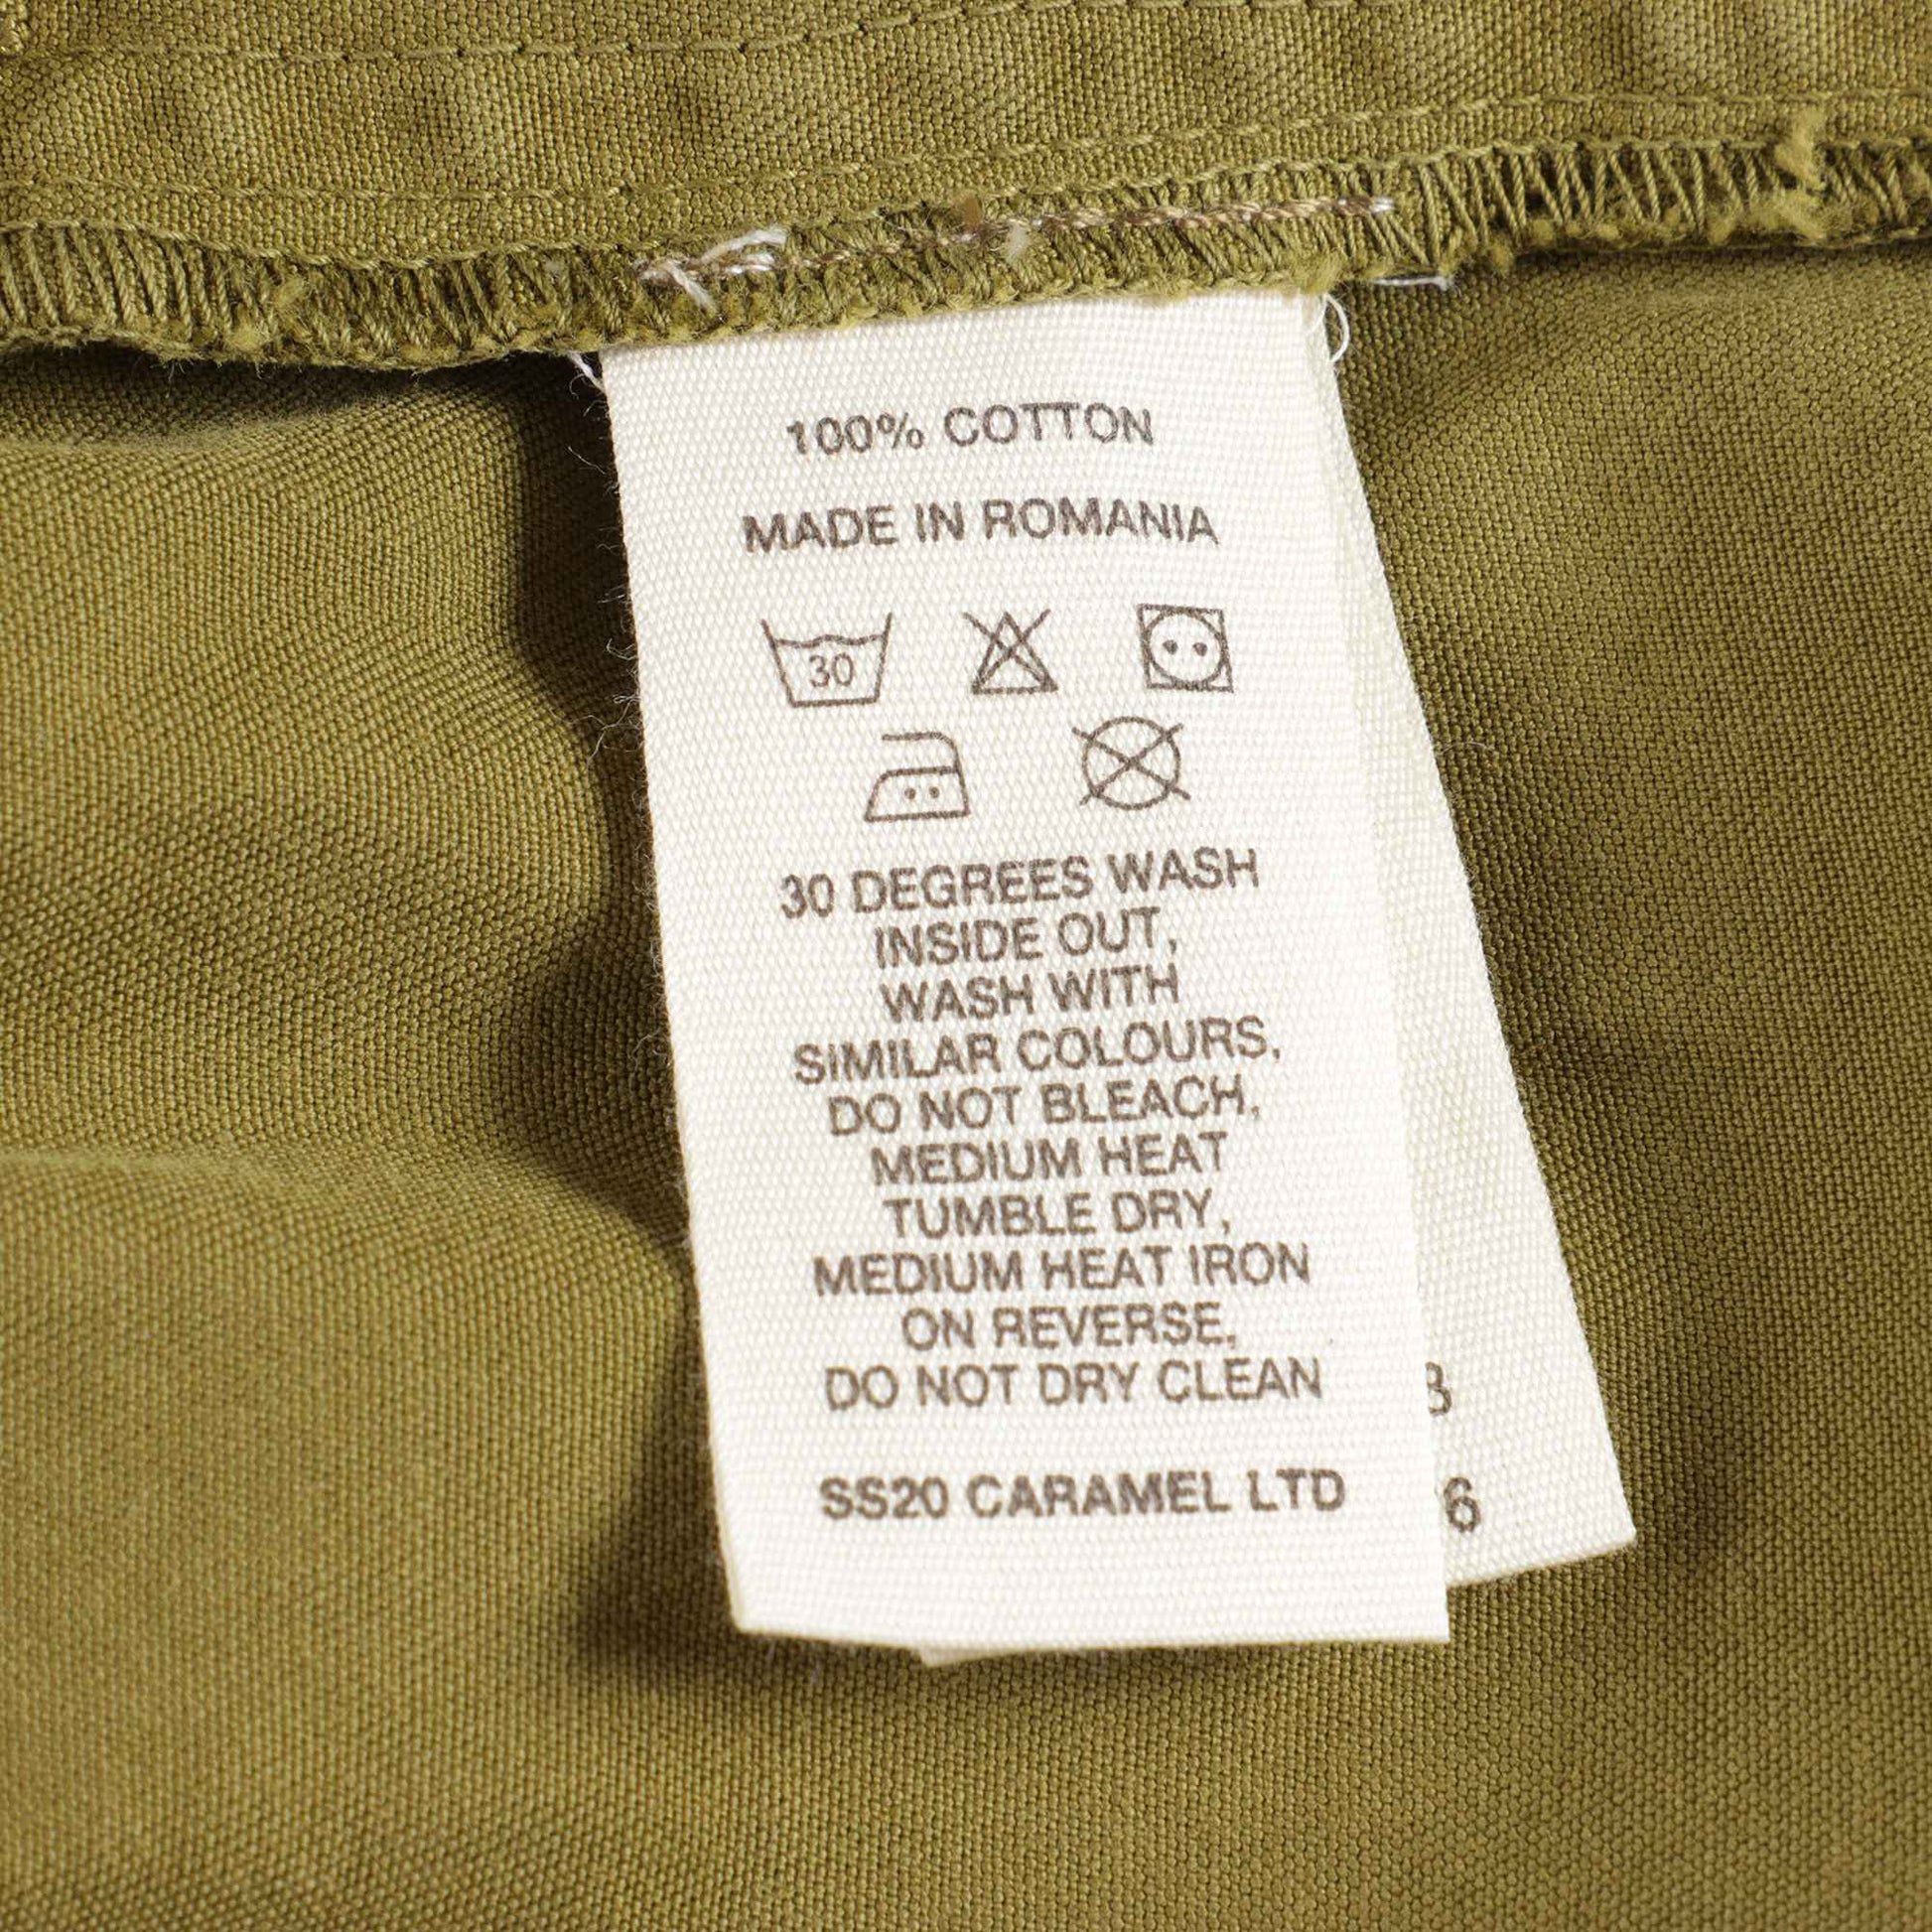 100% COTTON
MADE IN ROMANIA
30
30 DEGREES WASH
INSIDE OUT,
WASH WITH
SIMILAR COLOURS,
DO NOT BLEACH,
MEDIUM HEAT
TUMBLE DRY,
MEDIUM HEAT IRON
ON REVERSE,
DO NOT DRY CLEAN
SS20 CARAMEL LTD
6